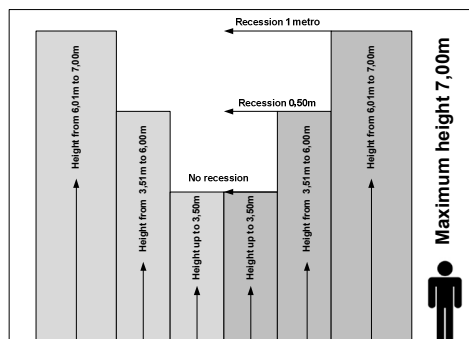 Recession 1 metro
Height from 6,01m to 7,00m
Height from 6,01m to 7,00m
Recession 0,50m
Height from 3,51m to 6,00m
Height from 3,51m to 6,00m
No recession
Height up to 3,50m
Height up to 3,50m
Maximum height 7,00m